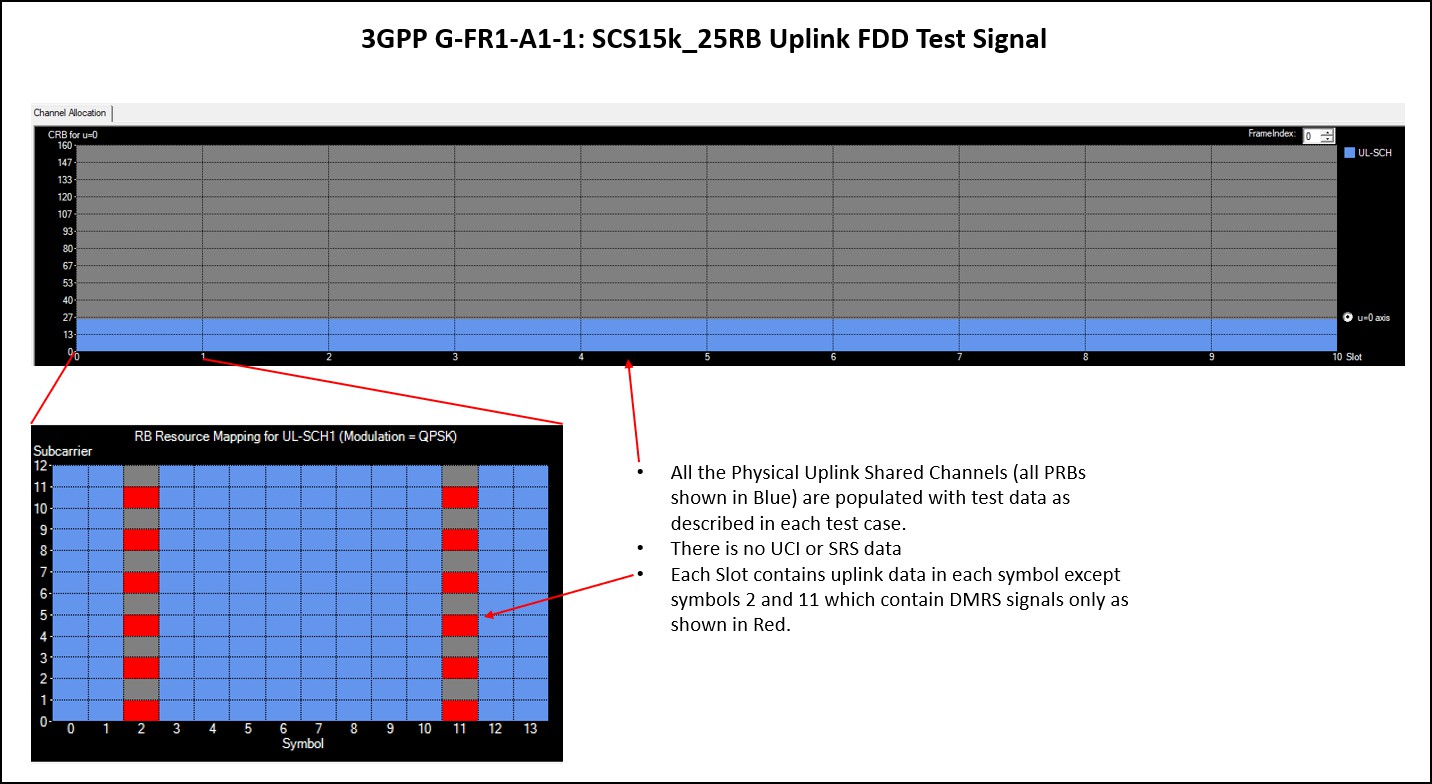 3GPP G-FR1-A1-1: SCS15k_25RB Uplink FDD Test Signal
Channel Allocation
CRB for u=0
FrameIndex: 0
160
147
133
120
107
93
80
67
53
40
27
13
0
UL-SCH
u=0 axis
0 1 2 3 4 5 6 7 8 9 10 Slot
RB Resource Mapping for UL-SCH1 (Modulation = QPSK)
Subcarrier
12
11
10
9
8
7
6
5
4
3
2
1
0
0 1 2 3 4 5 6 7 8 9 10 11 12 13
Symbol
• All the Physical Uplink Shared Channels (all PRBs
shown in Blue) are populated with test data as
described in each test case.
• There is no UCI or SRS data
• Each Slot contains uplink data in each symbol except
symbols 2 and 11 which contain DMRS signals only as
shown in Red.